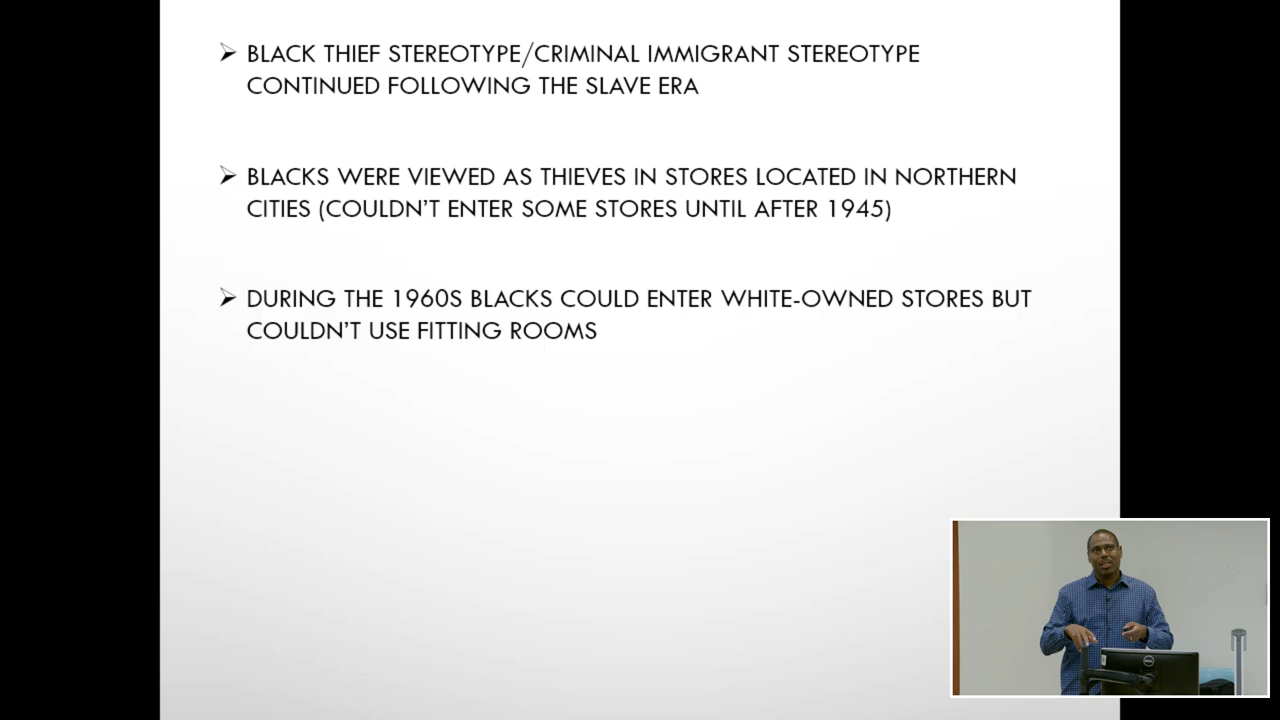 BLACK THIEF STEREOTYPE/CRIMINAL IMMIGRANT STEREOTYPE
CONTINUED FOLLOWING THE SLAVE ERA
BLACKS WERE VIEWED AS THIEVES IN STORES LOCATED IN NORTHERN
CITIES (COULDN'T ENTER SOME STORES UNTIL AFTER 1945)
DURING THE 1960S BLACKS COULD ENTER WHITE-OWNED STORES BUT
COULDN'T USE FITTING ROOMS
DELL